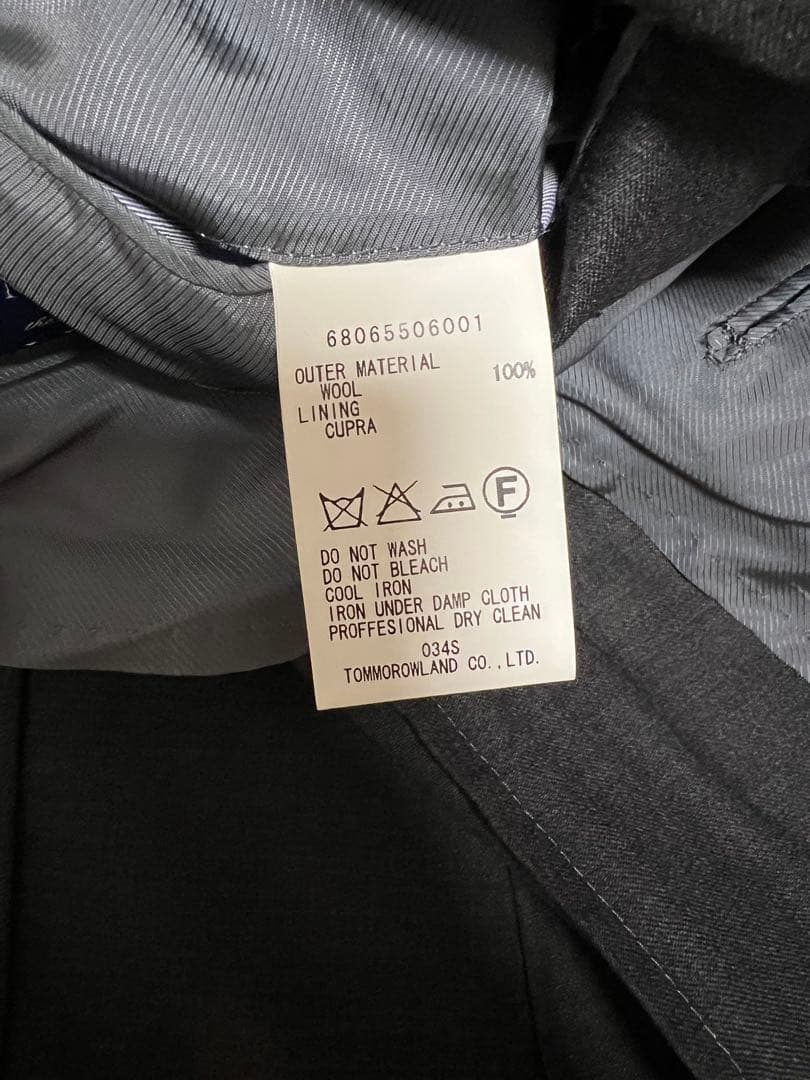 68065506001
OUTER MATERIAL
WOOL 100%
LINING
CUPRA
F
DO NOT WASH
DO NOT BLEACH
COOL IRON
IRON UNDER DAMP CLOTH
PROFFESIONAL DRY CLEAN
034S
TOMMOROWLAND CO.,LTD.